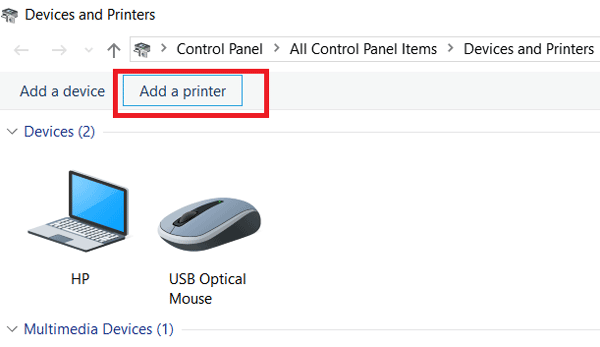 Devices and Printers
Control Panel > All Control Panel Items > Devices and Printers
Add a device Add a printer
Devices (2)
HP USB Optical
Mouse
Multimedia Devices (1)